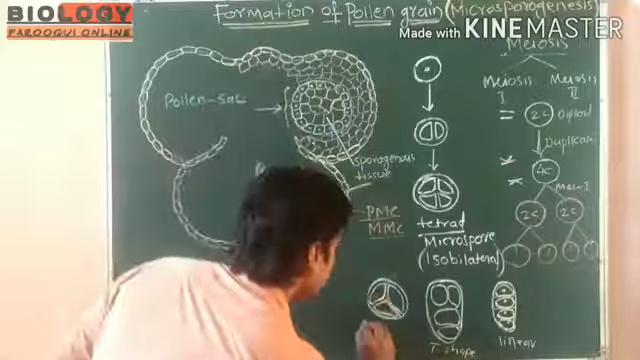 BIOLOGY
FAROOQUI ONLINE
Formation of Pollen grain (Microsporogenesis)
Made with KINEMASTER
Meiosis
Meiosis I
Meiosis II
Pollen-sac
= 2C Diploid
Duplication
4C
Mei-I
2C 2C
Sporogenous
tissue
PMC
MMC
tetrad
Microspore
(Isobilateral)
T. shape
linear